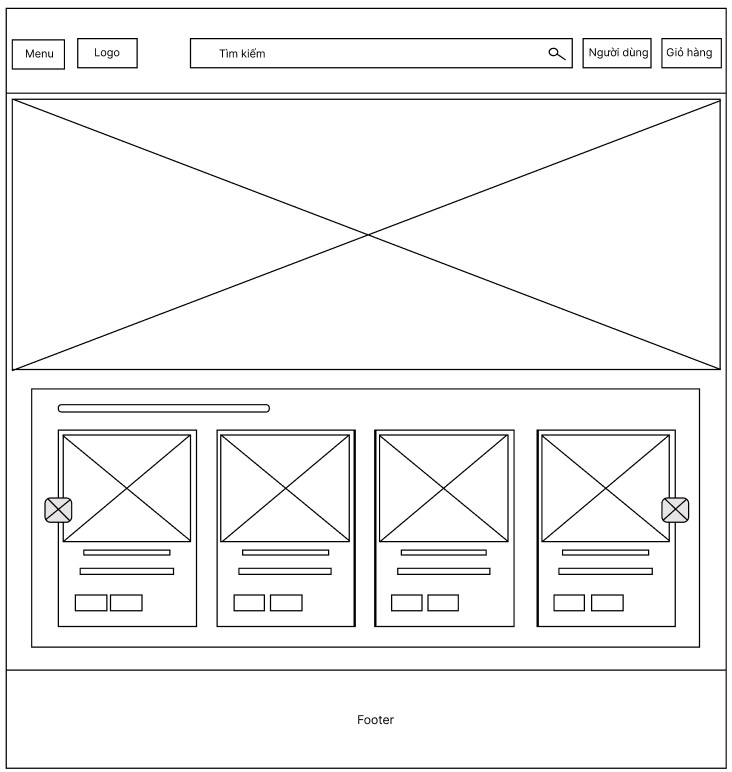 Menu
Logo
Tìm kiếm
Người dùng
Giỏ hàng
Footer